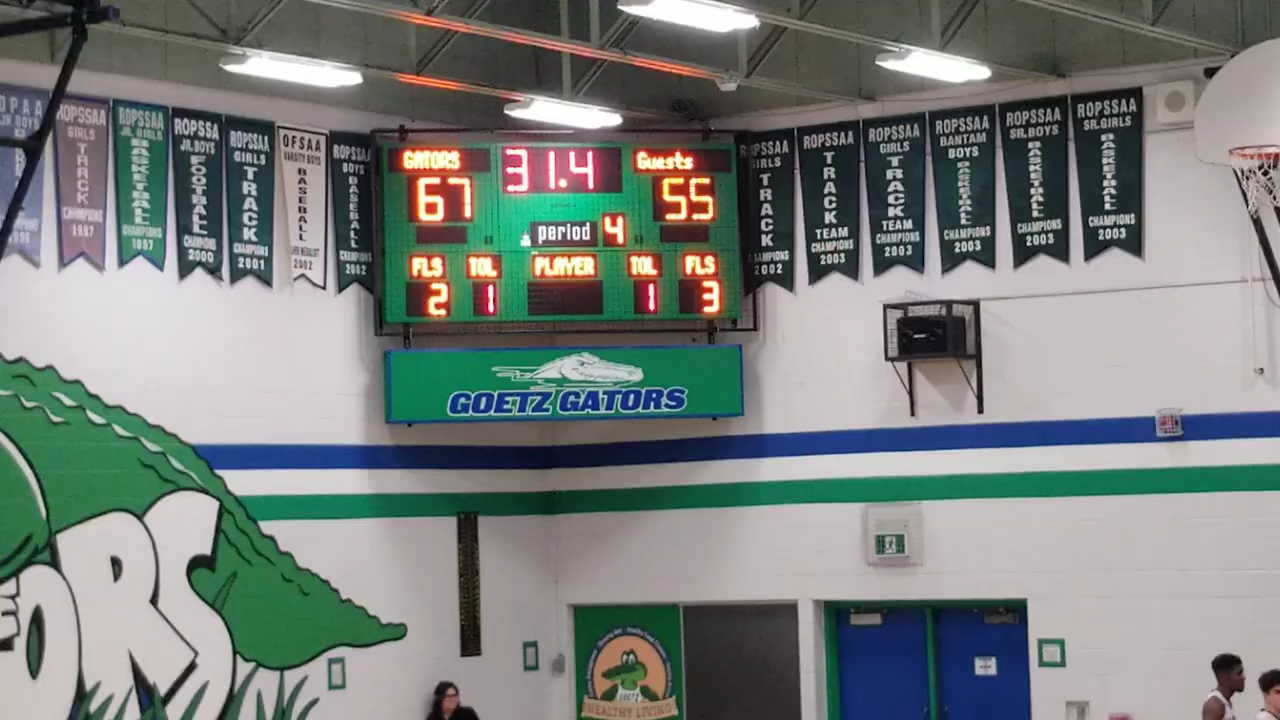 JR BOYS
ROPSSAA
GIRLS
TRACK
CHAMPIONS
1997
ROPSSAA
JR. GIRLS
BASKETBALL
CHAMPIONS
1997
ROPSSA
JR. BOYS
FOOTBALL
CHAMPIONS
2000
ROPSSAA
GIRLS
TRACK
CHAMPIONS
2001
OFSAA
VARSITY BOYS
BASEBALL
2002
ROPSSA
BOYS
BASEBALL
CHAMPIONS
2002
GATORS
31.4
Guests
67
55
period 4
FLS
TOL
PLAYER
TOL
FLS
2
1
1
3
GOETZ GATORS
GIRLS
TRACK
2002
ROPSSAA
TRACK
TEAM
CHAMPIONS
2003
ROPSSAA
GIRLS
TRACK
TEAM
CHAMPIONS
2003
ROPSSAA
BANTAM
BOYS
BASKETBALL
CHAMPIONS
2003
ROPSSAA
SR. BOYS
BASKETBALL
CHAMPIONS
2003
ROPSSAA
SR. GIRLS
BASKETBALL
CHAMPIONS
2003
ORS
GOETZ
HEALTHY LIVING